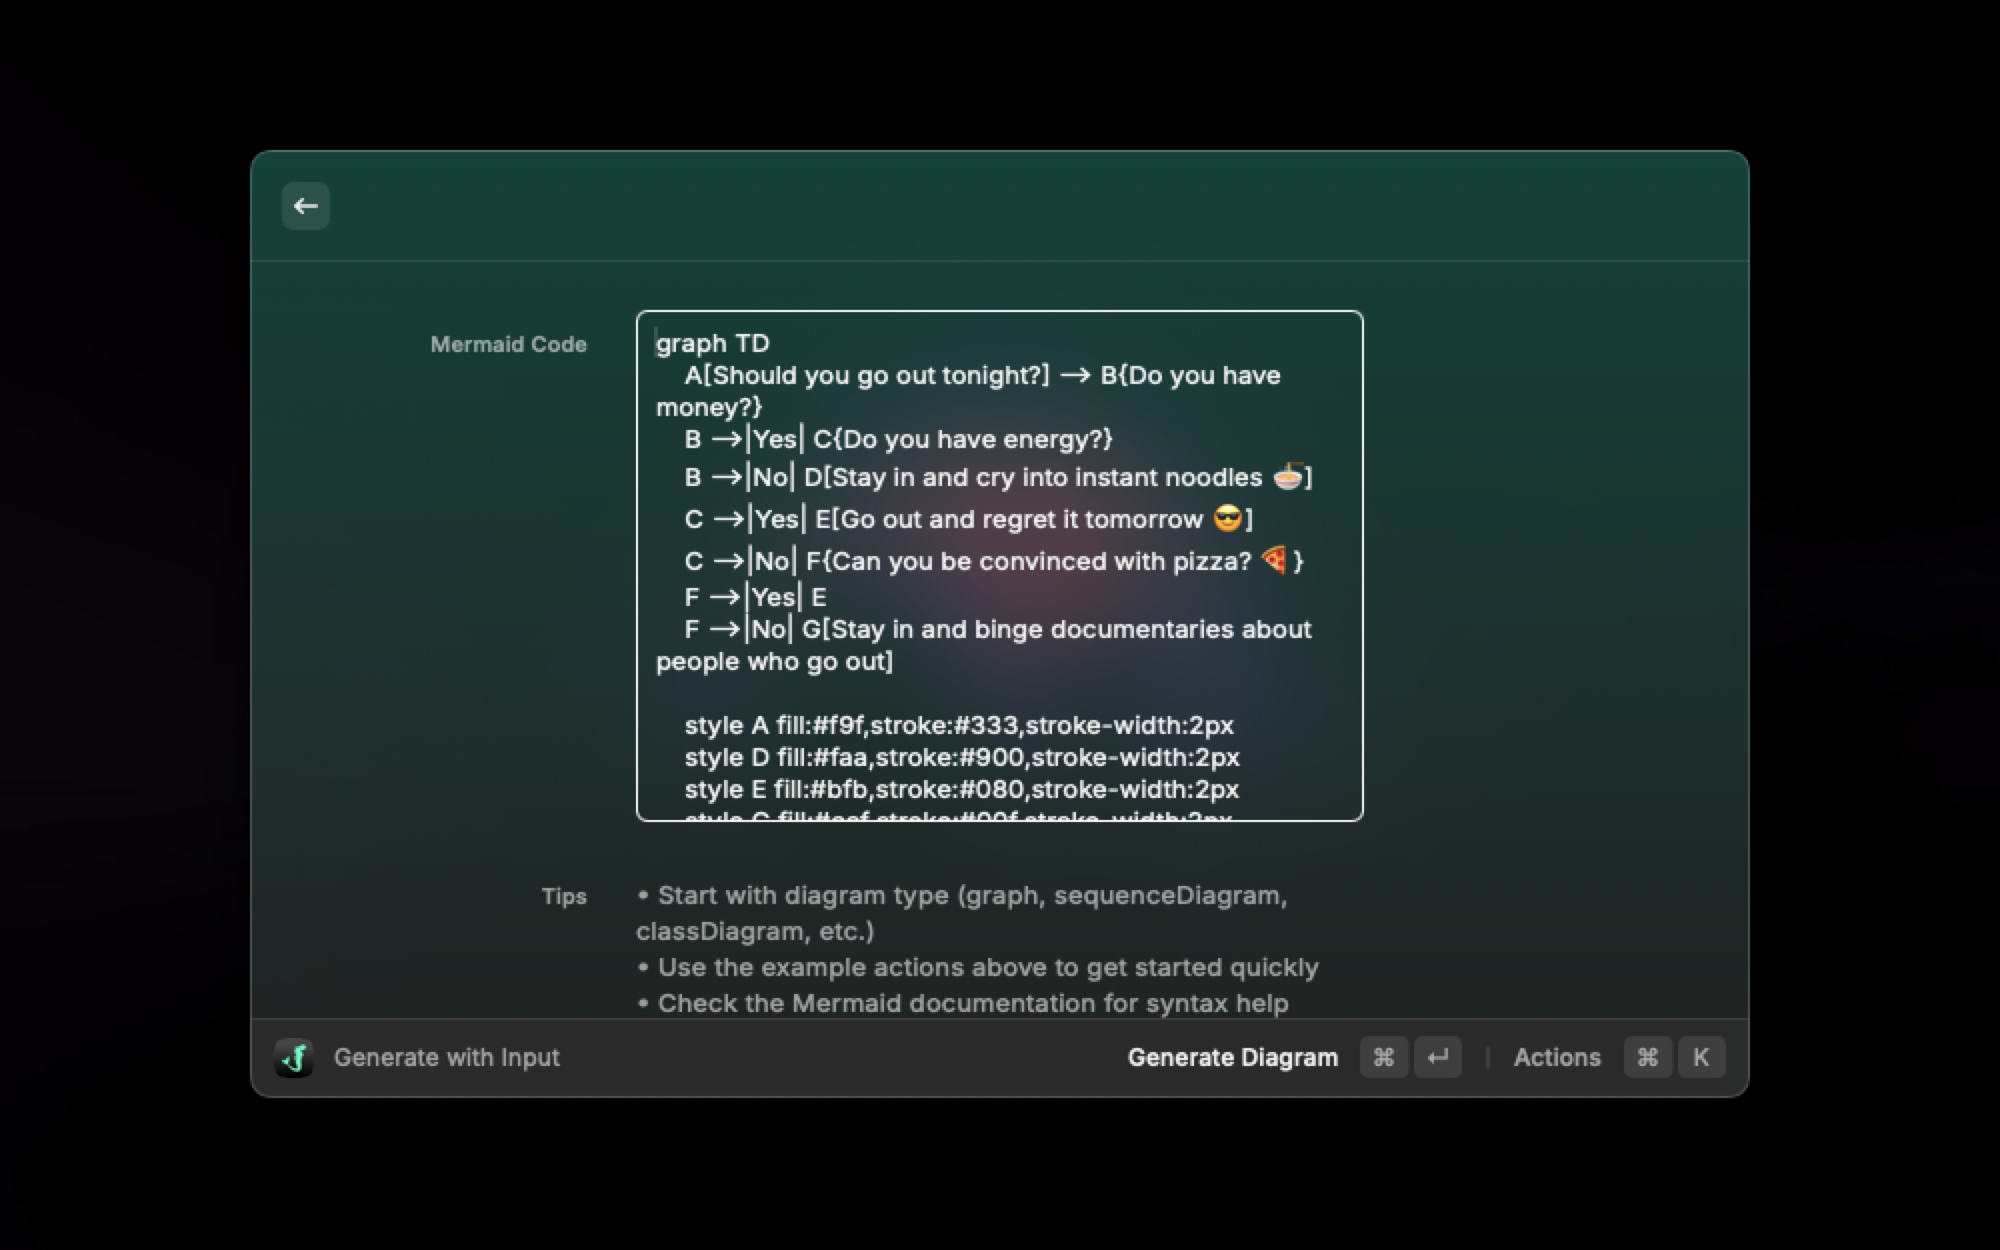 Mermaid Code
graph TD
    A[Should you go out tonight?] --> B{Do you have
money?}
    B -->|Yes| C{Do you have energy?}
    B -->|No| D[Stay in and cry into instant noodles 🍜]
    C -->|Yes| E[Go out and regret it tomorrow 😎]
    C -->|No| F{Can you be convinced with pizza? 🍕}
    F -->|Yes| E
    F -->|No| G[Stay in and binge documentaries about
people who go out]
    style A fill:#f9f,stroke:#333,stroke-width:2px
    style D fill:#faa,stroke:#900,stroke-width:2px
    style E fill:#bfb,stroke:#080,stroke-width:2px
Tips
• Start with diagram type (graph, sequenceDiagram,
classDiagram, etc.)
• Use the example actions above to get started quickly
• Check the Mermaid documentation for syntax help
Generate with Input
Generate Diagram ⌘ ↵ | Actions ⌘ K